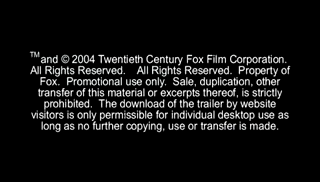 ™and © 2004 Twentieth Century Fox Film Corporation.
All Rights Reserved. All Rights Reserved. Property of
Fox. Promotional use only. Sale, duplication, other
transfer of this material or excerpts thereof, is strictly
prohibited. The download of the trailer by website
visitors is only permissible for individual desktop use as
long as no further copying, use or transfer is made.